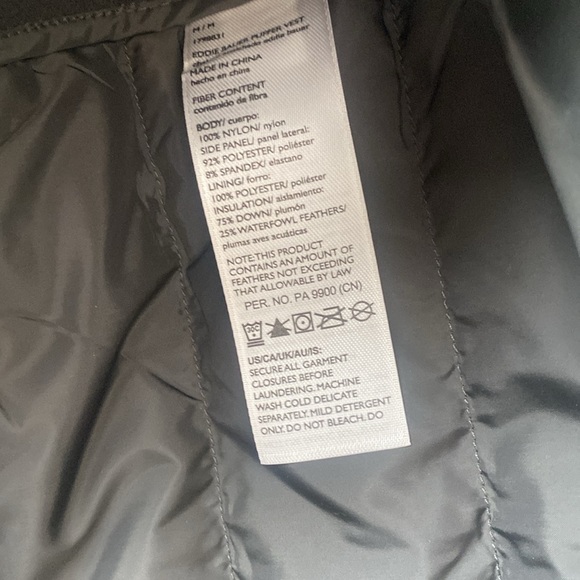 M / M
1798631
EDDIE BAUER PUFFER VEST
eddie bauer
MADE IN CHINA
hecho en china
FIBER CONTENT
contenido de fibra
BODY/ cuerpo:
100% NYLON/ nylon
SIDE PANEL/ panel lateral:
92% POLYESTER/ poliéster
8% SPANDEX/ elastano
LINING/ forro:
100% POLYESTER/ poliéster
INSULATION/ aislamiento:
75% DOWN/ plumón
25% WATERFOWL FEATHERS/
plumas aves acuáticas
NOTE:THIS PRODUCT
CONTAINS AN AMOUNT OF
FEATHERS NOT EXCEEDING
THAT ALLOWABLE BY LAW
PER. NO. PA 9900 (CN)
US/CA/UK/AU/IS:
SECURE ALL GARMENT
CLOSURES BEFORE
LAUNDERING. MACHINE
WASH COLD DELICATE
SEPARATELY. MILD DETERGENT
ONLY. DO NOT BLEACH. DO